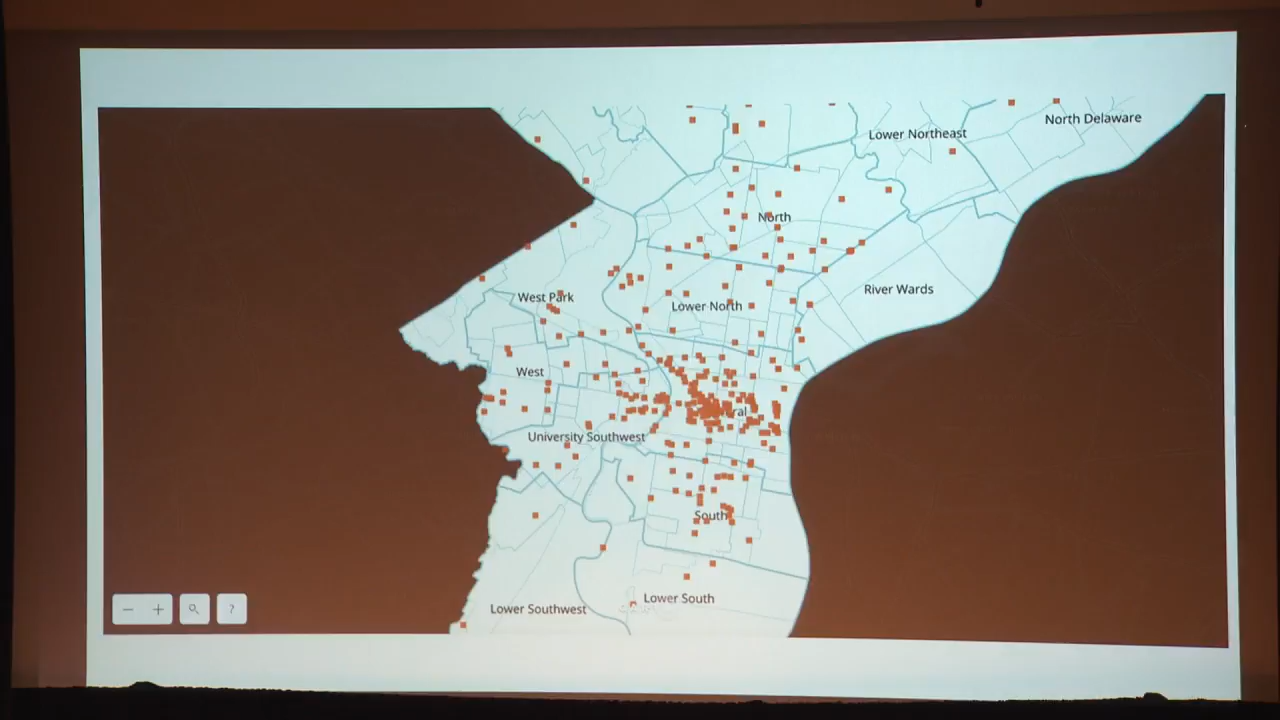 North Delaware
Lower Northeast
North
River Wards
West Park
Lower North
West
ral
University Southwest
South
Lower South
Lower Southwest
− + ?